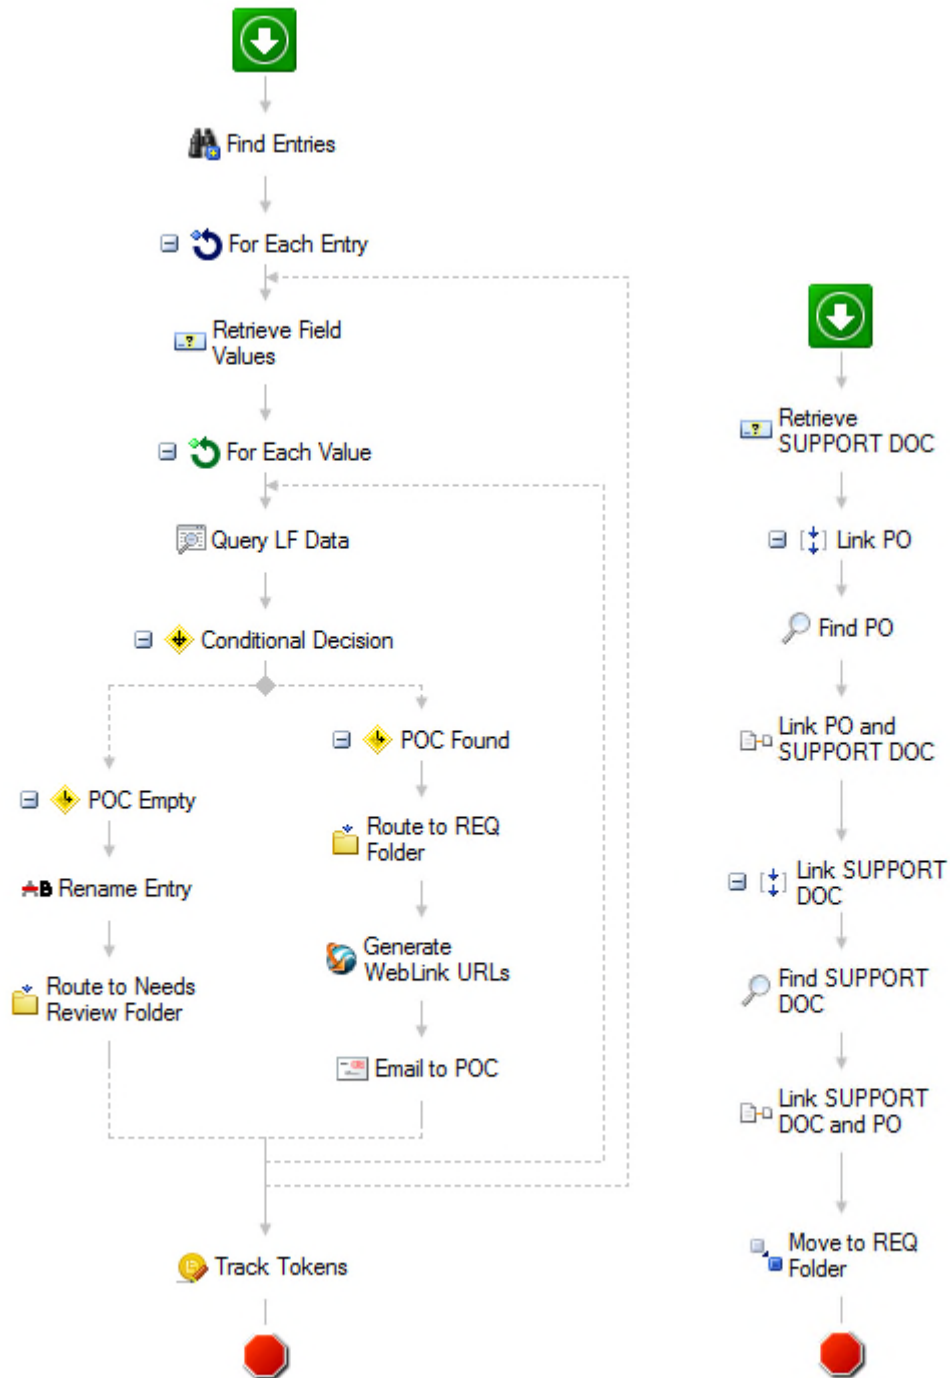 Find Entries
For Each Entry
Retrieve Field
Values
For Each Value
Query LF Data
Conditional Decision
POC Found
POC Empty
Route to REQ
Folder
Rename Entry
Generate
WebLink URLs
Route to Needs
Review Folder
Email to POC
Track Tokens
Retrieve
SUPPORT DOC
Link PO
Find PO
Link PO and
SUPPORT DOC
Link SUPPORT
DOC
Find SUPPORT
DOC
Link SUPPORT
DOC and PO
Move to REQ
Folder